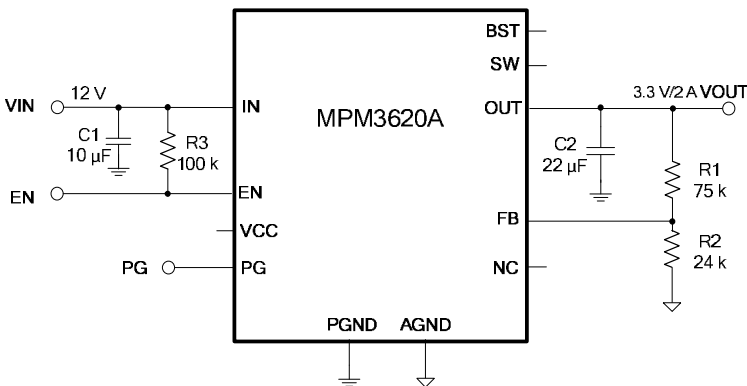 BST
SW
VIN
12 V
IN
MPM3620A
OUT
3.3 V/2 A VOUT
C1
10 µF
R3
100 k
C2
22 µF
R1
75 k
EN
EN
FB
VCC
R2
24 k
PG
PG
NC
PGND
AGND